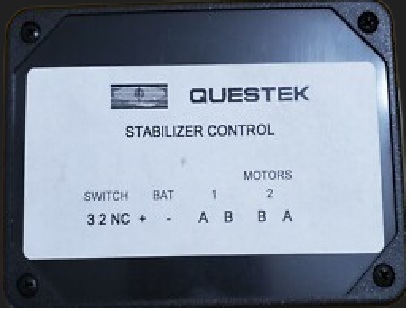 QUESTEK
STABILIZER CONTROL
MOTORS
SWITCH BAT 1 2
3 2 NC + - A B B A